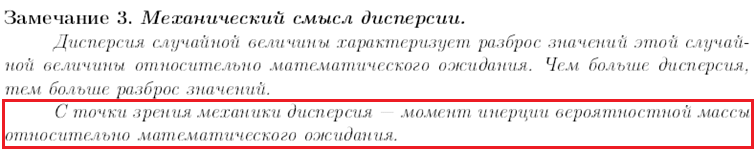 Замечание 3. Механический смысл дисперсии.
Дисперсия случайной величины характеризует разброс значений этой случай-
ной величины относительно математического ожидания. Чем больше дисперсия,
тем больше разброс значений.
С точки зрения механики дисперсия — момент инерции вероятностной массы
относительно математического ожидания.